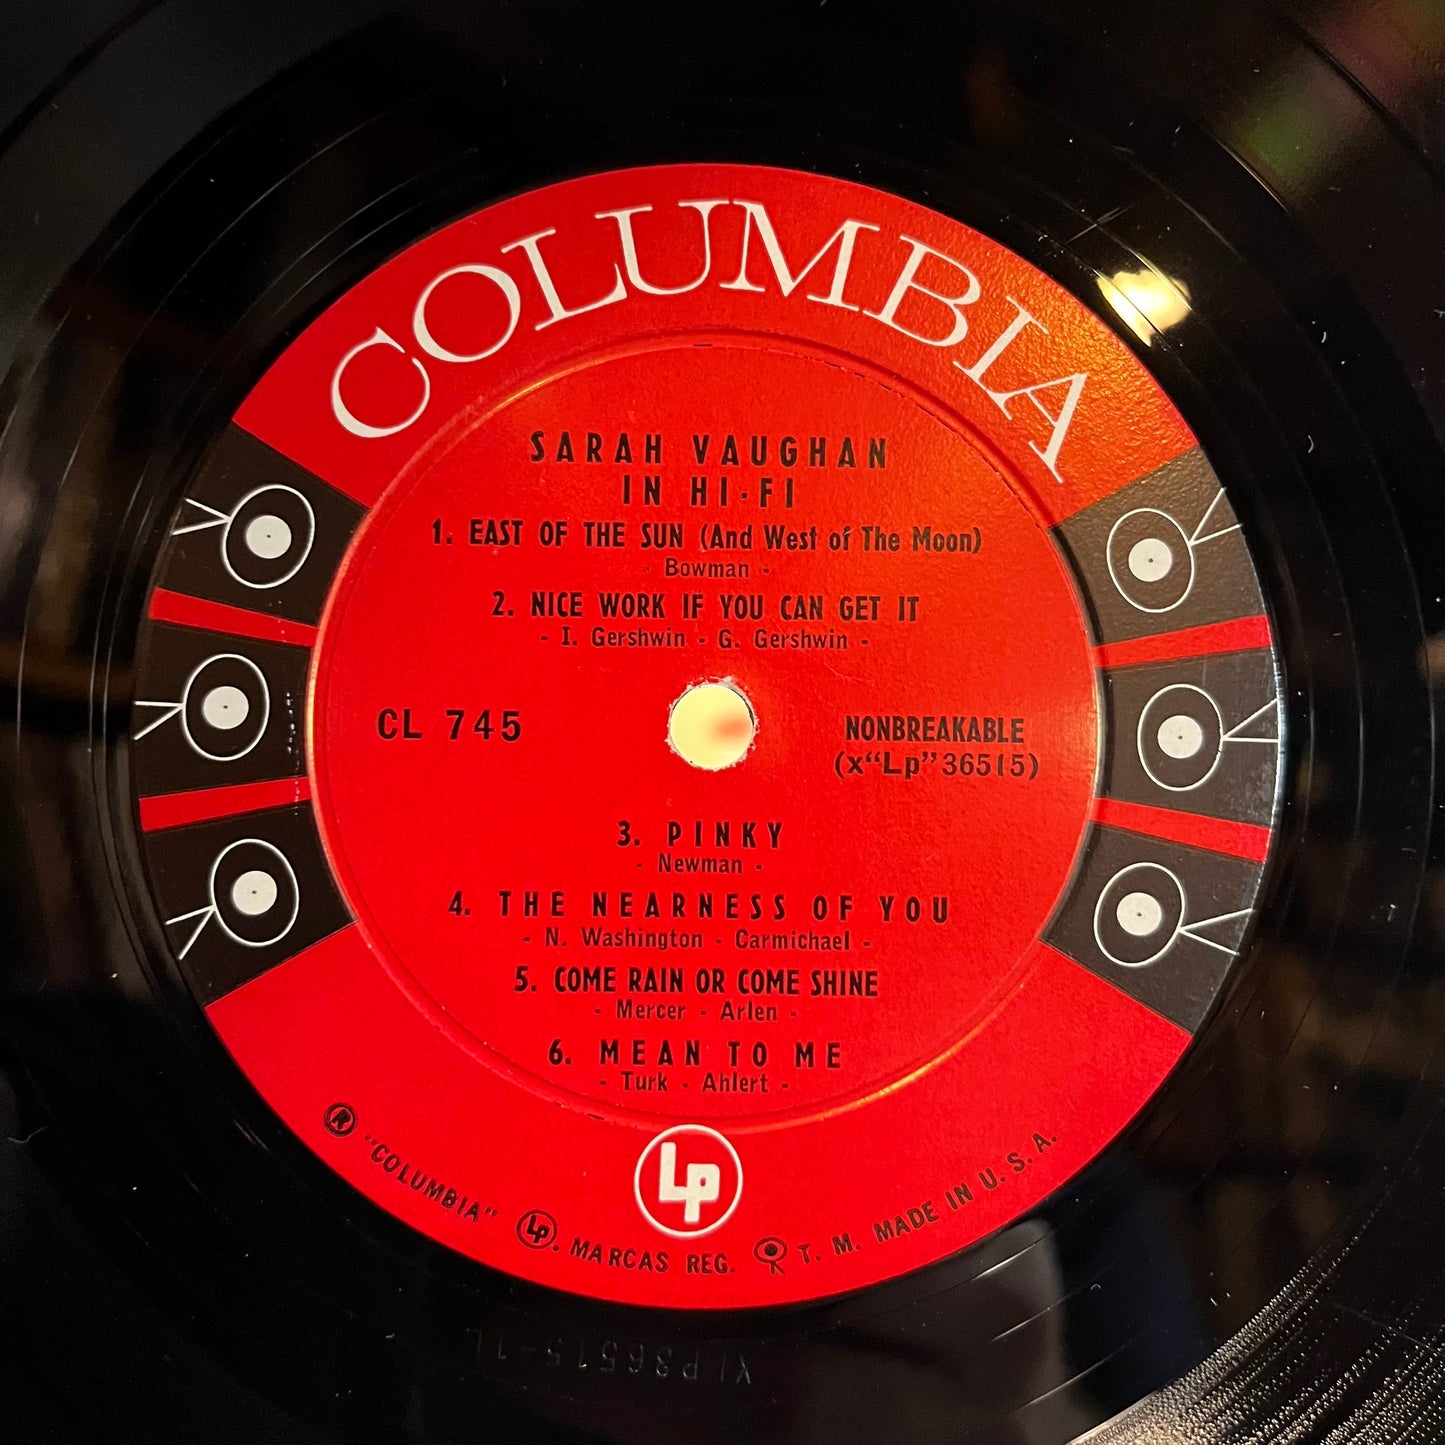 COLUMBIA
SARAH VAUGHAN
IN HI-FI
1. EAST OF THE SUN (And West of The Moon)
- Bowman -
2. NICE WORK IF YOU CAN GET IT
- I. Gershwin - G. Gershwin -
CL 745
NONBREAKABLE
(x“Lp”36515)
3. PINKY
- Newman -
4. THE NEARNESS OF YOU
- N. Washington - Carmichael -
5. COME RAIN OR COME SHINE
- Mercer - Arlen -
6. MEAN TO ME
- Turk - Ahlert -
Lp
® "COLUMBIA" Lp. MARCAS REG. T. M. MADE IN U. S. A.
XLP36515-1L